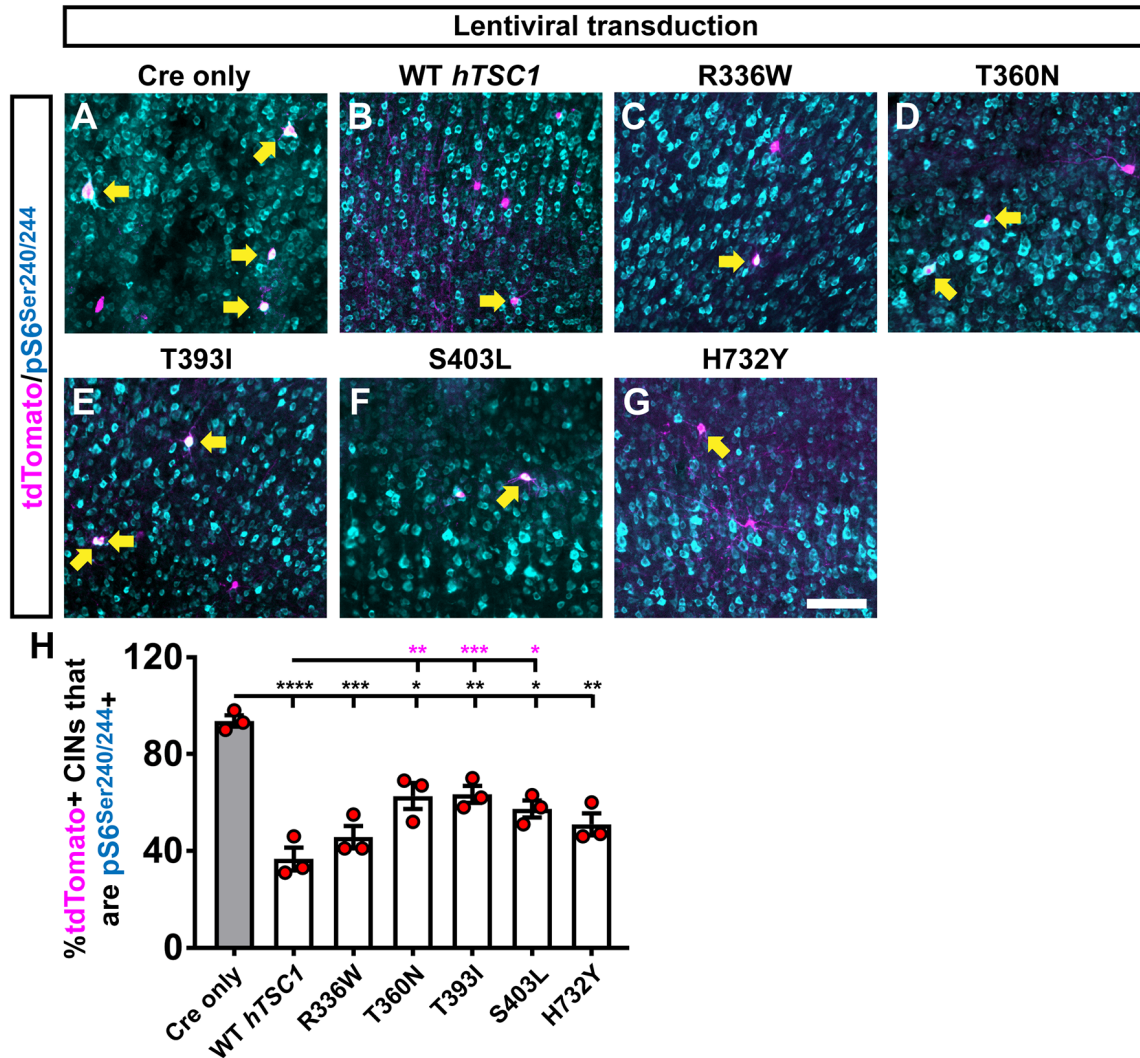 Lentiviral transduction
Cre only
WT hTSC1
R336W
T360N
A
B
C
D
tdTomato/pS6Ser240/244
T393I
S403L
H732Y
E
F
G
H
%tdTomato+ CINs that
are pS6Ser240/244+
120
80
40
0
** *** *
**** *** * ** * **
Cre only
WT hTSC1
R336W
T360N
T393I
S403L
H732Y